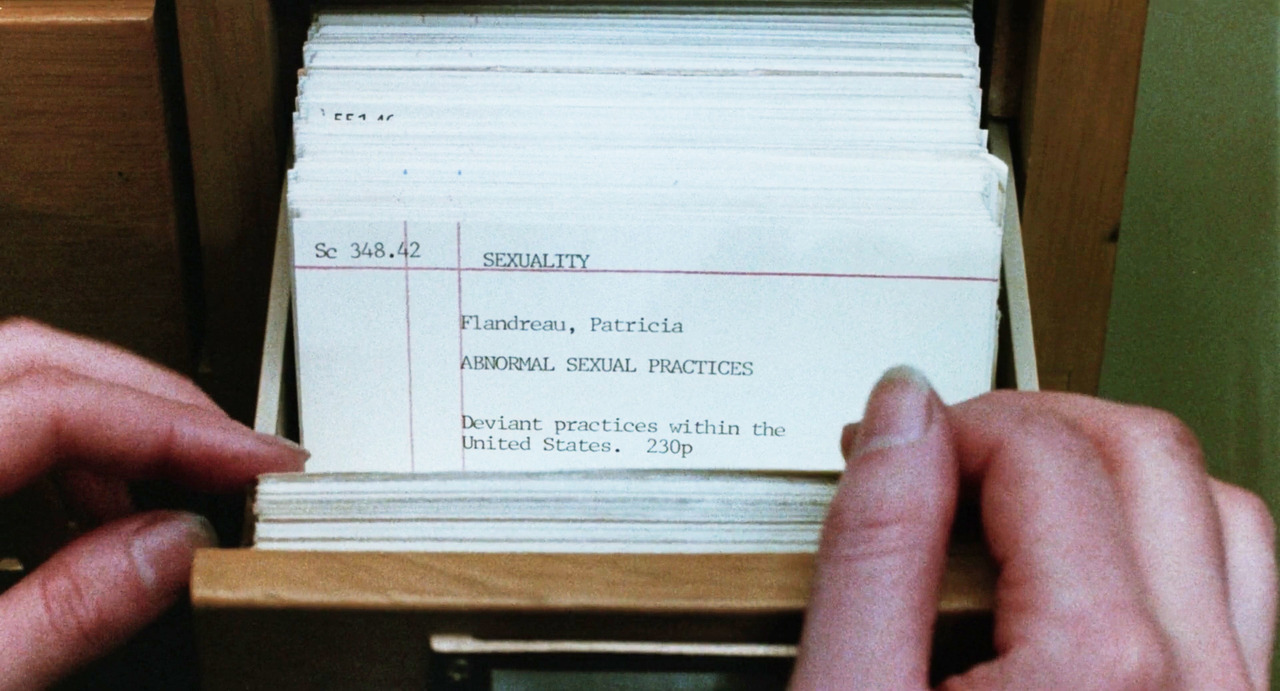 Sc 348.42
SEXUALITY
Flandreau, Patricia
ABNORMAL SEXUAL PRACTICES
Deviant practices within the
United States. 230p